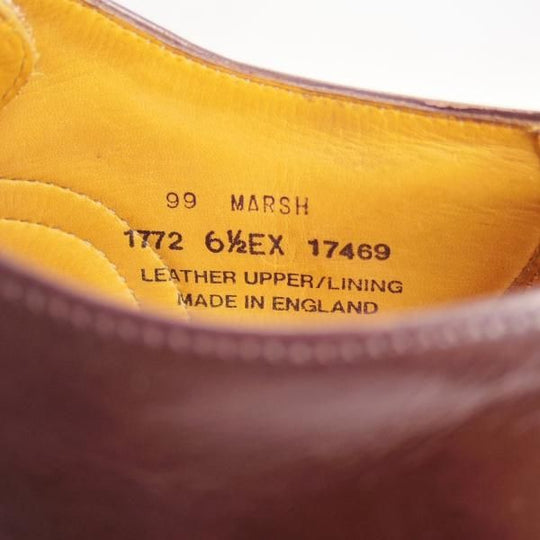 99 MARSH
1772 6½EX 17469
LEATHER UPPER/LINING
MADE IN ENGLAND